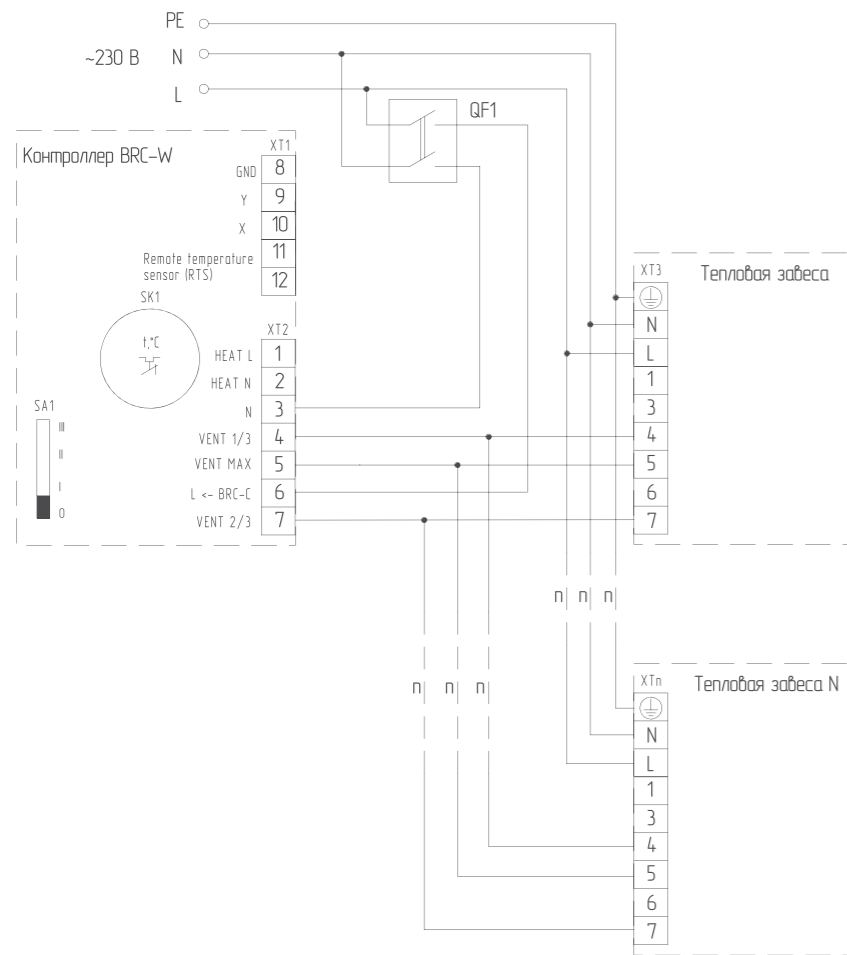 PE
~230 В N
L
QF1
Контроллер BRC-W
XT1
GND 8
Y 9
X 10
Remote temperature 11
sensor (RTS) 12
SK1
t,°C
XT2
HEAT L 1
HEAT N 2
N 3
VENT 1/3 4
VENT MAX 5
L <- BRC-C 6
VENT 2/3 7
SA1
III
II
I
0
XT3 Тепловая завеса
N
L
1
3
4
5
6
7
n n n
n n n
XTn Тепловая завеса N
N
L
1
3
4
5
6
7